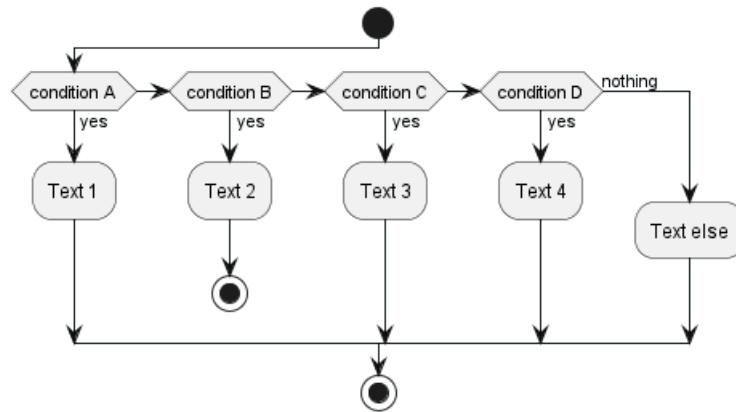 condition A
condition B
condition C
condition D
nothing
yes
yes
yes
yes
Text 1
Text 2
Text 3
Text 4
Text else